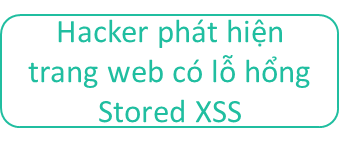 Hacker phát hiện
trang web có lỗ hổng
Stored XSS